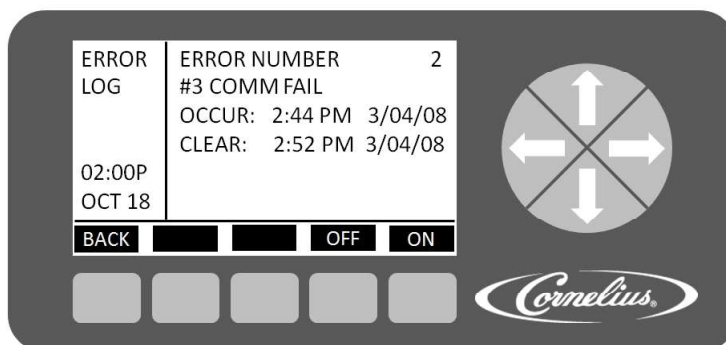 ERROR LOG
02:00P
OCT 18
ERROR NUMBER 2
#3 COMM FAIL
OCCUR: 2:44 PM 3/04/08
CLEAR: 2:52 PM 3/04/08
BACK OFF ON
Cornelius®